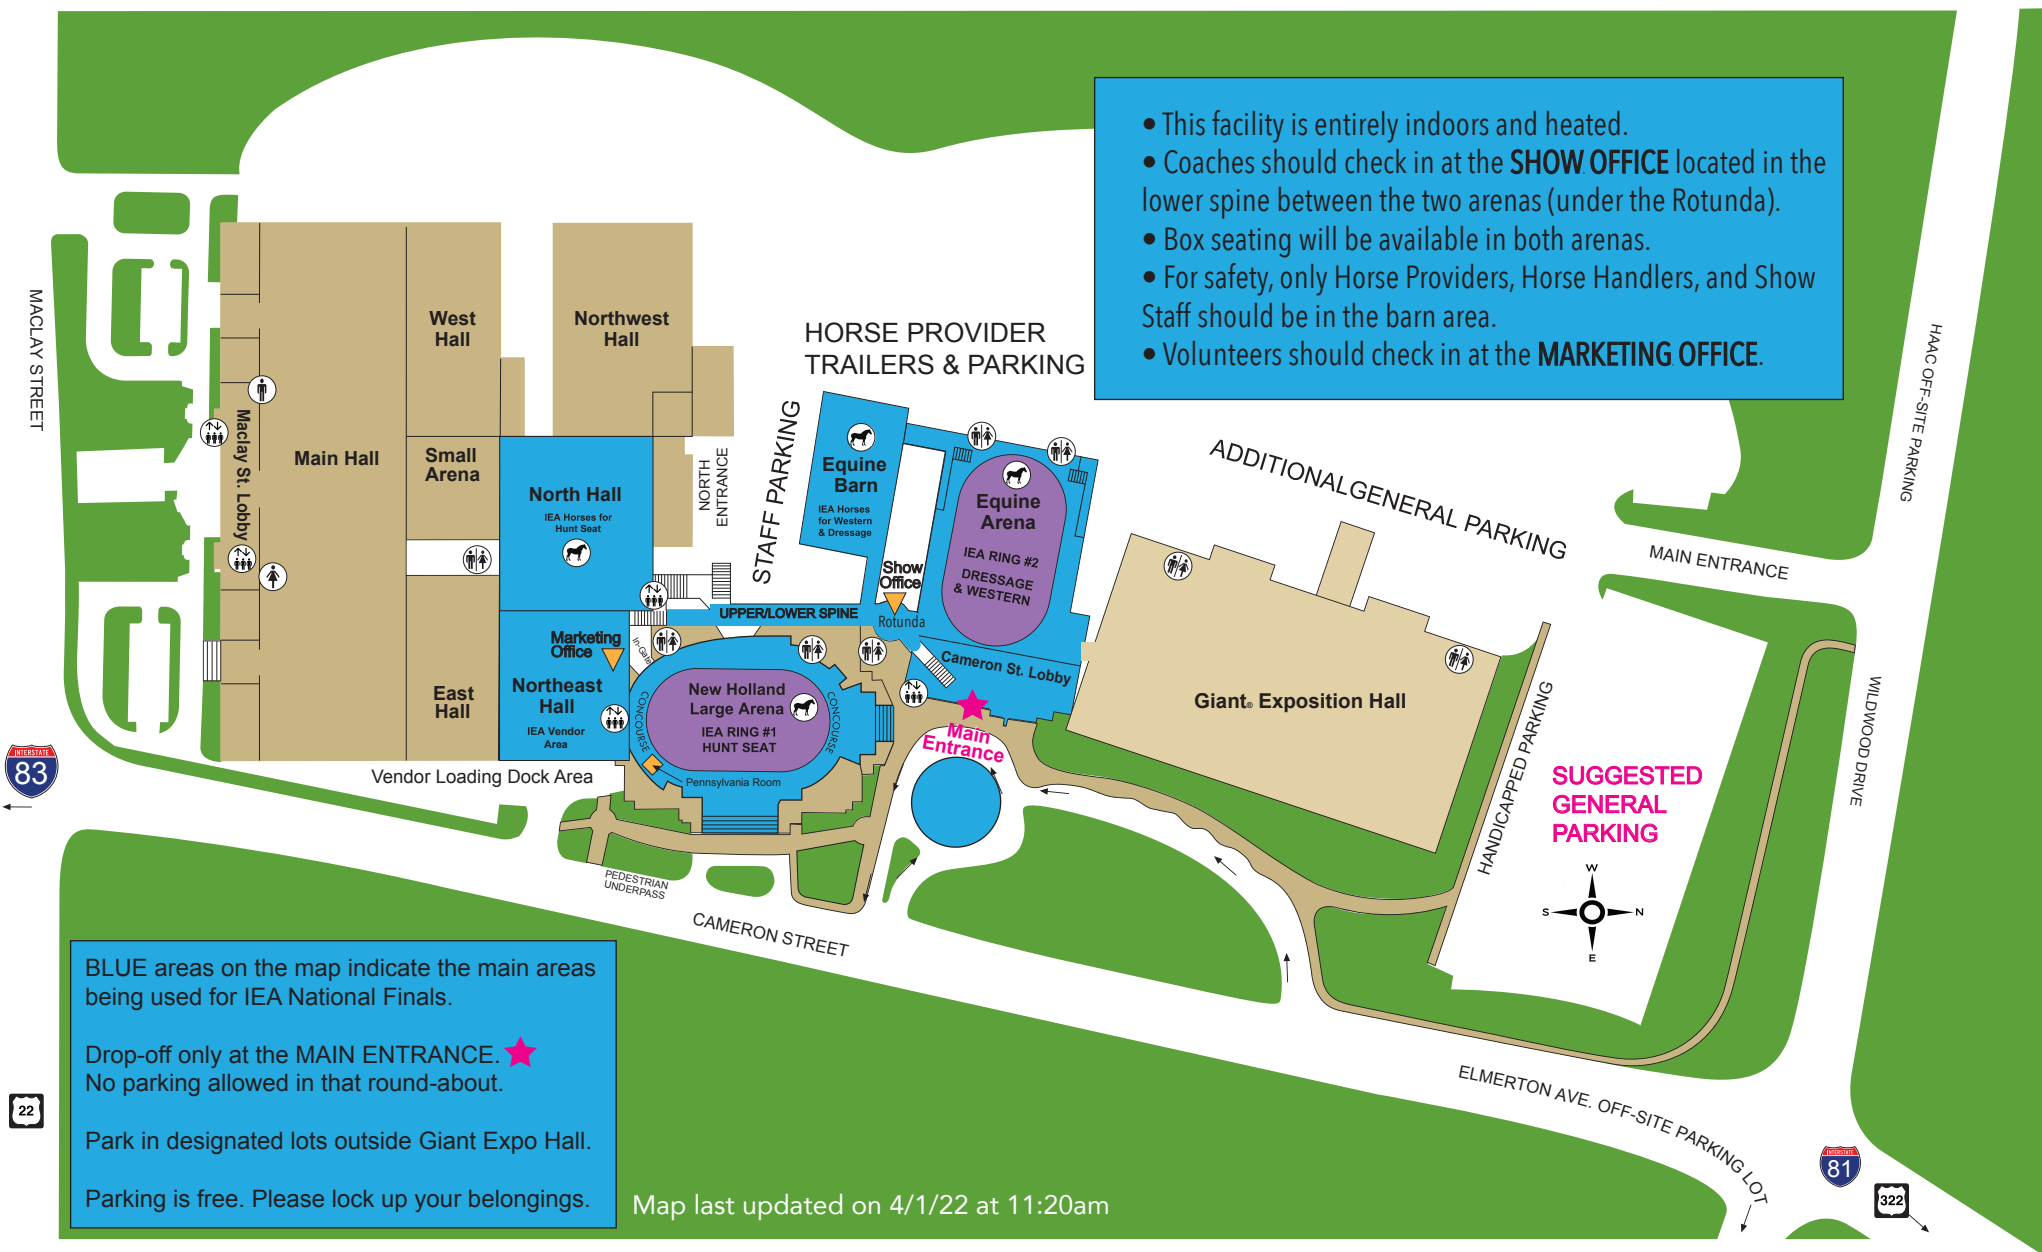 • This facility is entirely indoors and heated.
• Coaches should check in at the SHOW OFFICE located in the
lower spine between the two arenas (under the Rotunda).
• Box seating will be available in both arenas.
• For safety, only Horse Providers, Horse Handlers, and Show
Staff should be in the barn area.
• Volunteers should check in at the MARKETING OFFICE.
MACLAY STREET
West
Hall
Northwest
Hall
HORSE PROVIDER
TRAILERS & PARKING
HAAC OFF-SITE PARKING
Maclay St. Lobby
Main Hall
Small
Arena
North Hall
IEA Horses for
Hunt Seat
NORTH
ENTRANCE
STAFF PARKING
Equine
Barn
IEA Horses
for Western
& Dressage
Equine
Arena
IEA RING #2
DRESSAGE
& WESTERN
ADDITIONAL GENERAL PARKING
MAIN ENTRANCE
Show
Office
UPPER/LOWER SPINE
Rotunda
Marketing
Office
In-Gate
Cameron St. Lobby
East
Hall
Northeast
Hall
IEA Vendor
Area
CONCOURSE
New Holland
Large Arena
IEA RING #1
HUNT SEAT
CONCOURSE
Pennsylvania Room
Main
Entrance
Giant® Exposition Hall
HANDICAPPED PARKING
WILDWOOD DRIVE
SUGGESTED
GENERAL
PARKING
W
S
N
E
INTERSTATE
83
Vendor Loading Dock Area
PEDESTRIAN
UNDERPASS
CAMERON STREET
BLUE areas on the map indicate the main areas
being used for IEA National Finals.
Drop-off only at the MAIN ENTRANCE.
No parking allowed in that round-about.
Park in designated lots outside Giant Expo Hall.
Parking is free. Please lock up your belongings.
22
Map last updated on 4/1/22 at 11:20am
ELMERTON AVE. OFF-SITE PARKING LOT
INTERSTATE
81
322